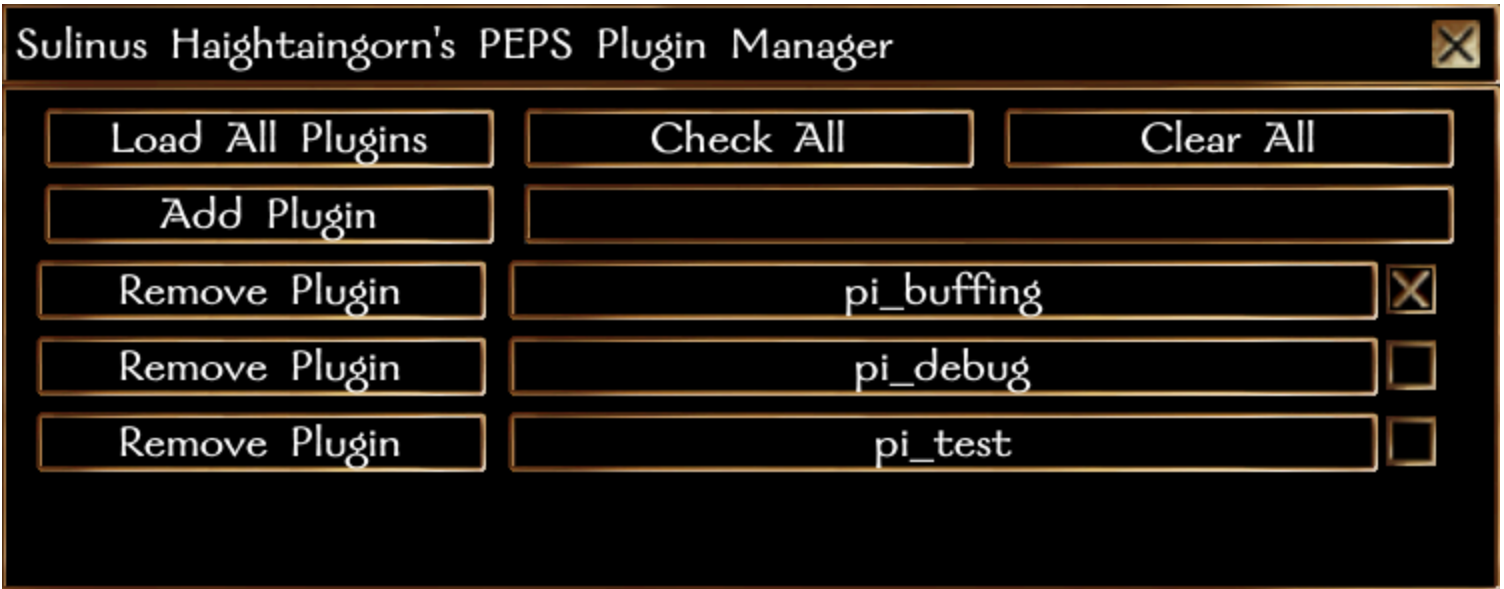 Sulinus Haightaingorn's PEPS Plugin Manager
Load All Plugins Check All Clear All
Add Plugin
Remove Plugin pi_buffing
Remove Plugin pi_debug
Remove Plugin pi_test